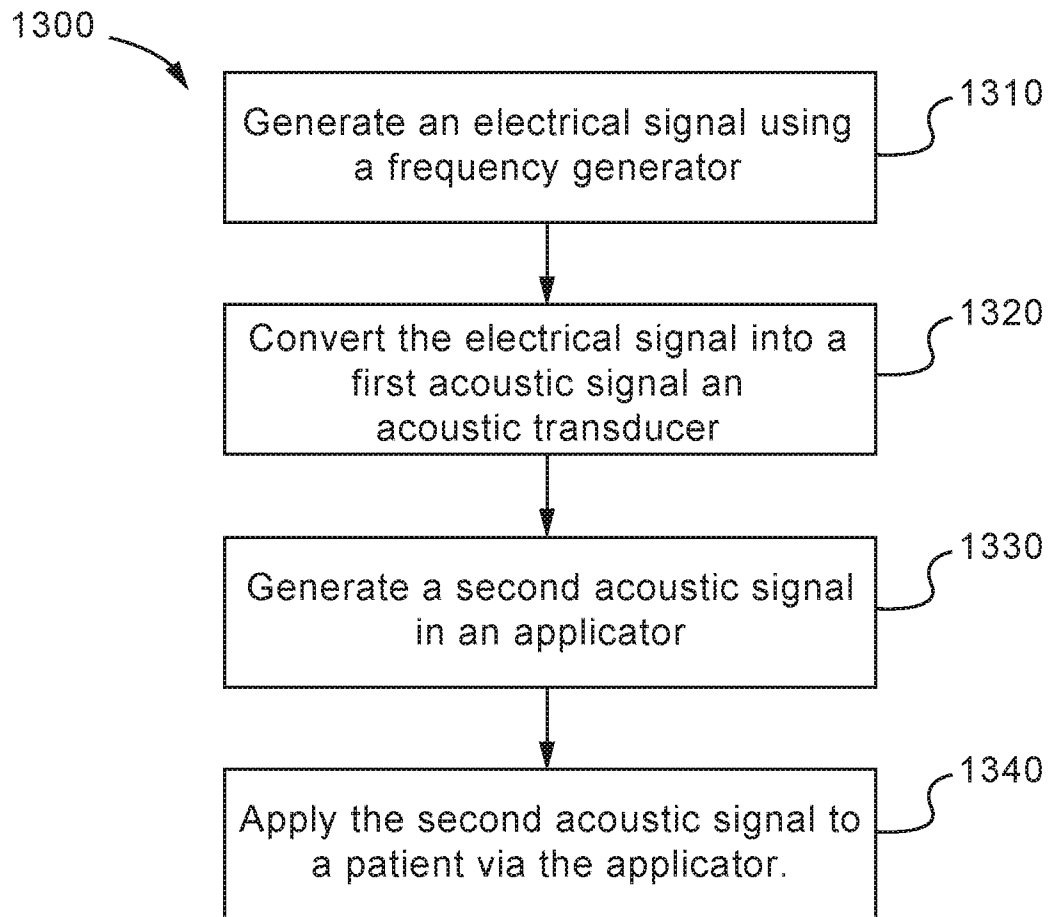 1300
Generate an electrical signal using
a frequency generator
1310
Convert the electrical signal into a
first acoustic signal an
acoustic transducer
1320
Generate a second acoustic signal
in an applicator
1330
Apply the second acoustic signal to
a patient via the applicator.
1340